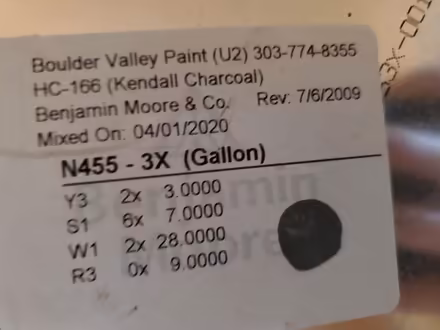 Boulder Valley Paint (U2) 303-774-8355
HC-166 (Kendall Charcoal)
Benjamin Moore & Co. Rev: 7/6/2009
Mixed On: 04/01/2020
N455 - 3X (Gallon)
Y3 2x 3.0000
S1 6x 7.0000
W1 2x 28.0000
R3 0x 9.0000
Benjamin
Moore